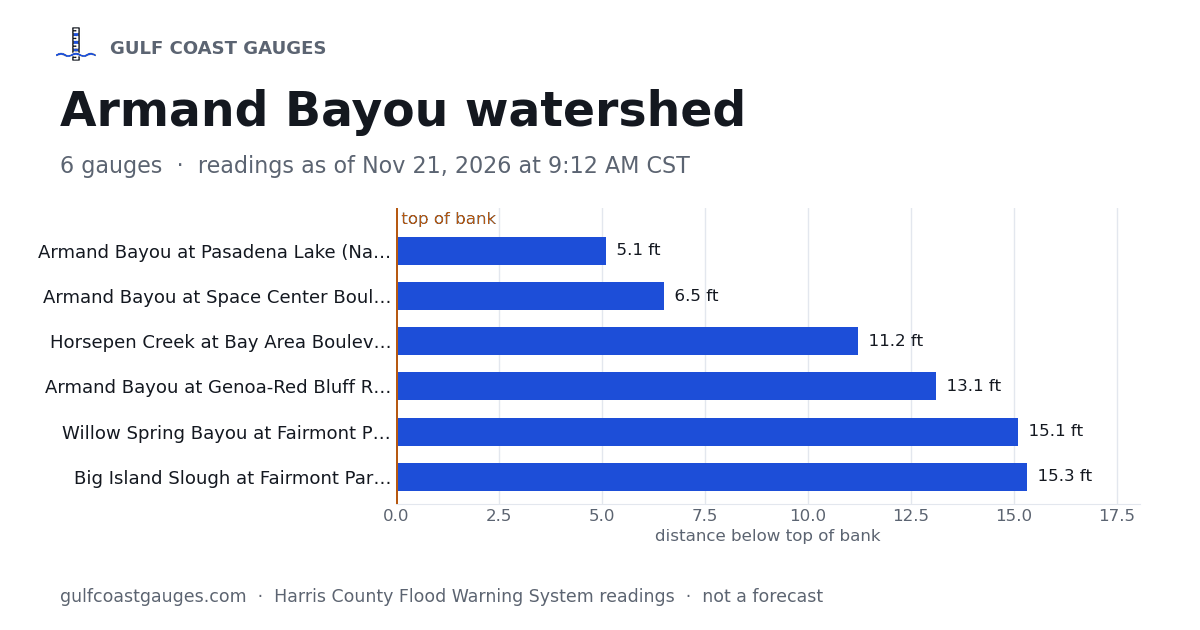 GULF COAST GAUGES
Armand Bayou watershed
6 gauges · readings as of Nov 21, 2026 at 9:12 AM CST
top of bank
Armand Bayou at Pasadena Lake (Na… 5.1 ft
Armand Bayou at Space Center Boul… 6.5 ft
Horsepen Creek at Bay Area Boulev… 11.2 ft
Armand Bayou at Genoa-Red Bluff R… 13.1 ft
Willow Spring Bayou at Fairmont P… 15.1 ft
Big Island Slough at Fairmont Par… 15.3 ft
0.0 2.5 5.0 7.5 10.0 12.5 15.0 17.5
distance below top of bank
gulfcoastgauges.com · Harris County Flood Warning System readings · not a forecast